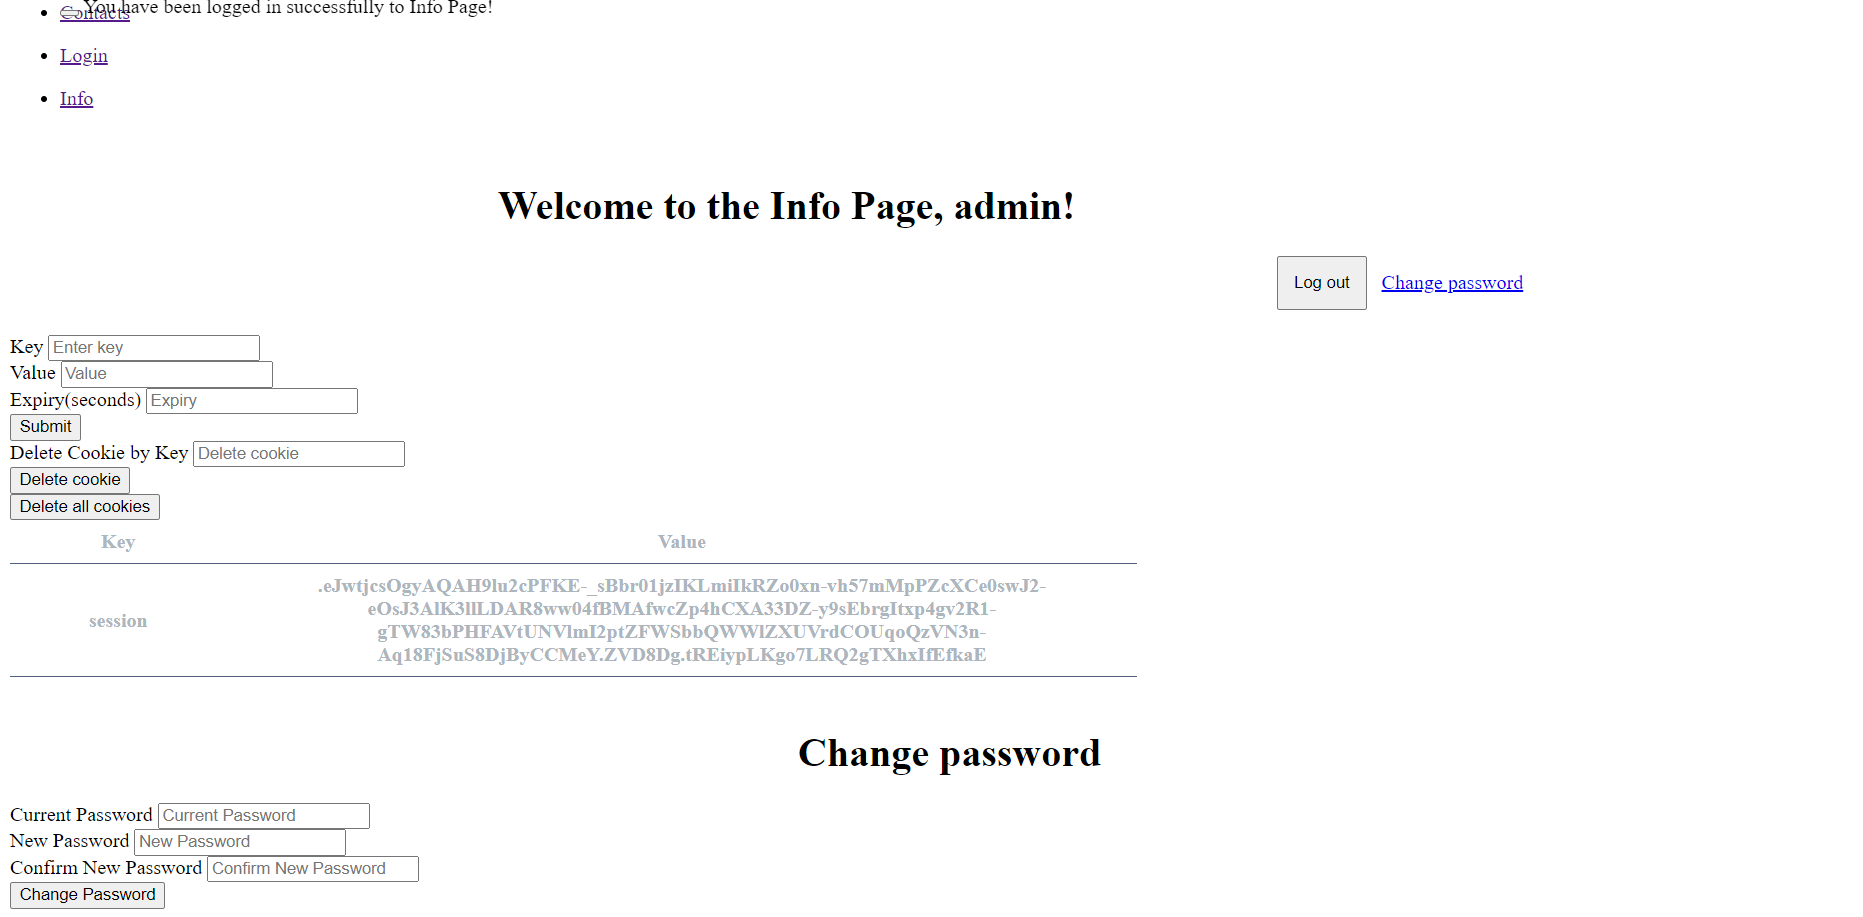 Contacts
You have been logged in successfully to Info Page!
Login
Info
Welcome to the Info Page, admin!
Log out Change password
Key Enter key
Value Value
Expiry(seconds) Expiry
Submit
Delete Cookie by Key Delete cookie
Delete cookie
Delete all cookies
Key Value
session
.eJwtjcsOgyAQAH9lu2cPFKE-_sBbr01jzIKLmiIkRZo0xn-vh57mMpPZcXCe0swJ2-
eOsJ3AlK3llLDAR8ww04fBMAfwcZp4hCXA33DZ-y9sEbrgItxp4gv2R1-
gTW83bPHFAVtUNVlmI2ptZFWSbbQWWlZXUVrdCOUqoQzVN3n-
Aq18FjSuS8DjByCCMeY.ZVD8Dg.tREiypLKgo7LRQ2gTXhxIfEfkaE
Change password
Current Password Current Password
New Password New Password
Confirm New Password Confirm New Password
Change Password